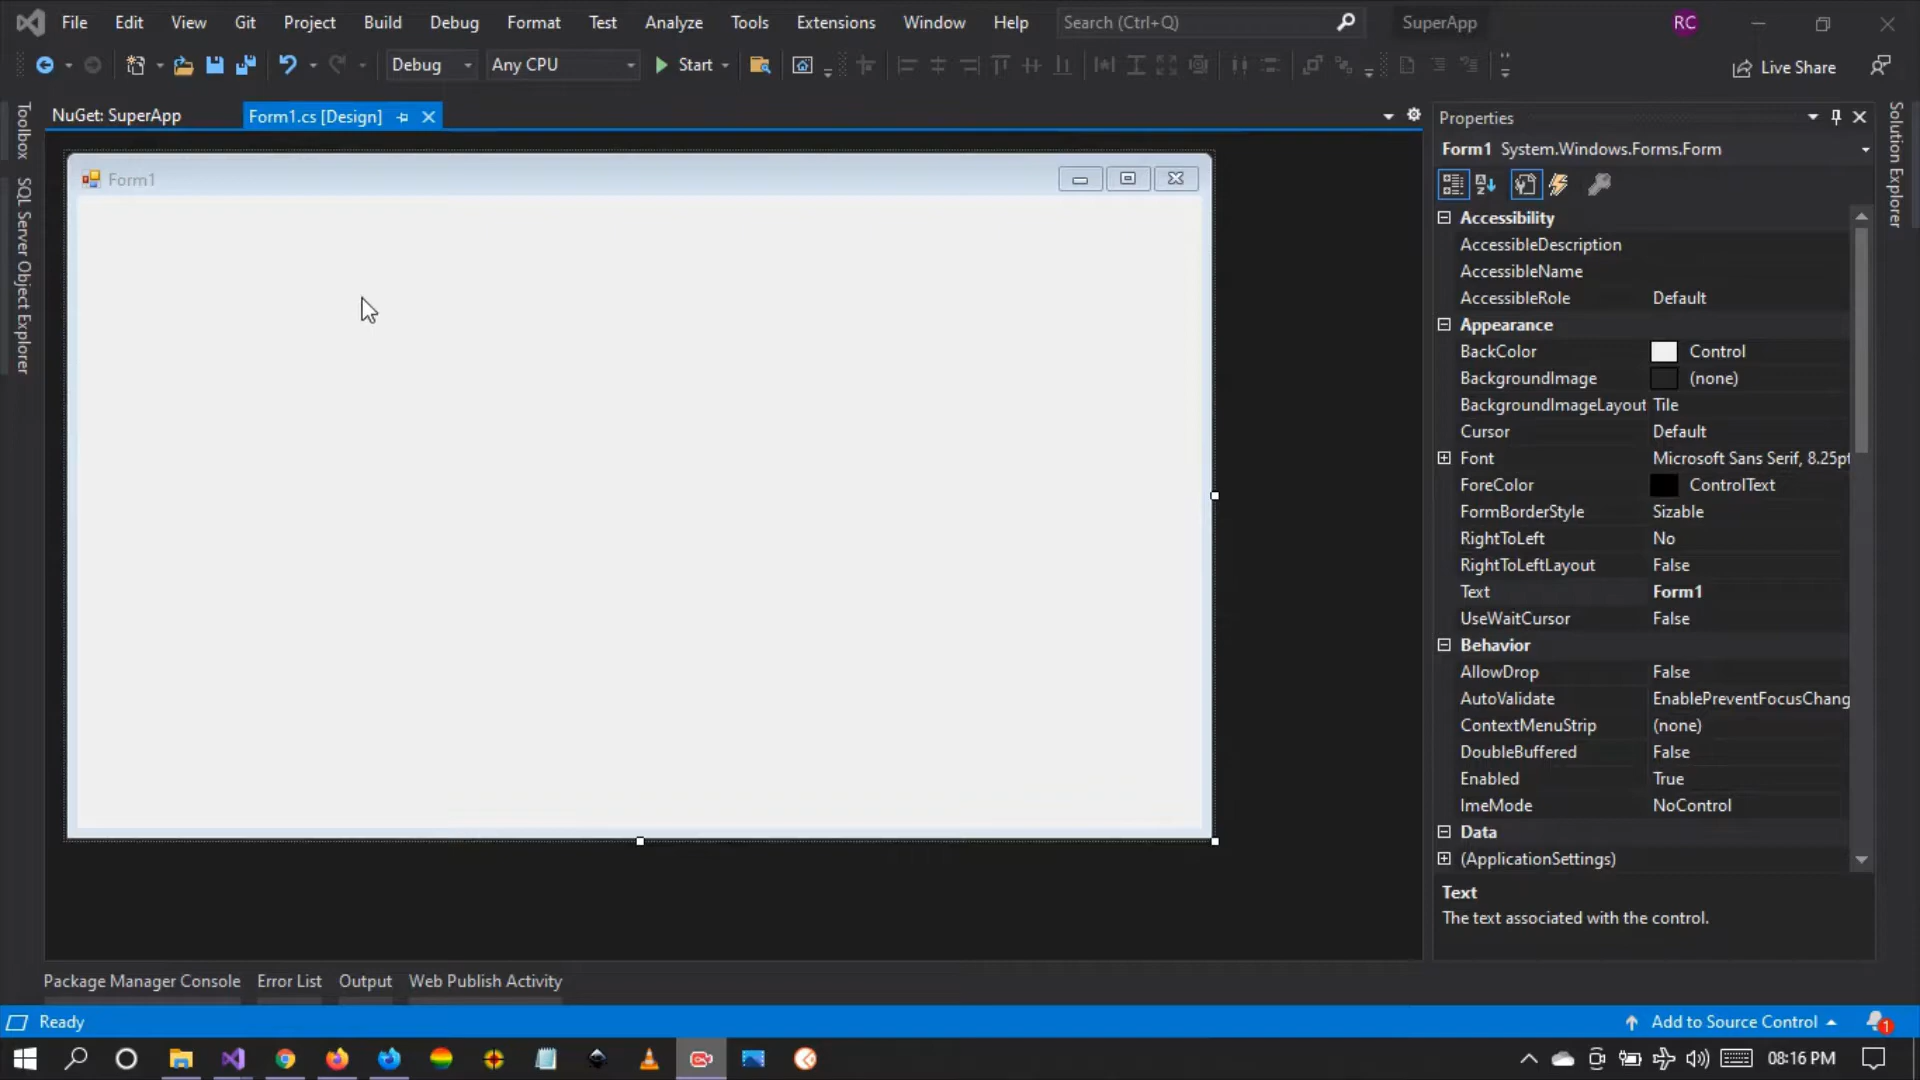 File Edit View Git Project Build Debug Format Test Analyze Tools Extensions Window Help Search (Ctrl+Q) SuperApp RC
Debug Any CPU Start Live Share
NuGet: SuperApp Form1.cs [Design]
Toolbox
SQL Server Object Explorer
Form1
Properties
Form1 System.Windows.Forms.Form
Accessibility
AccessibleDescription
AccessibleName
AccessibleRole Default
Appearance
BackColor Control
BackgroundImage (none)
BackgroundImageLayout Tile
Cursor Default
Font Microsoft Sans Serif, 8.25pt
ForeColor ControlText
FormBorderStyle Sizable
RightToLeft No
RightToLeftLayout False
Text Form1
UseWaitCursor False
Behavior
AllowDrop False
AutoValidate EnablePreventFocusChang
ContextMenuStrip (none)
DoubleBuffered False
Enabled True
ImeMode NoControl
Data
(ApplicationSettings)
Text
The text associated with the control.
Solution Explorer
Package Manager Console Error List Output Web Publish Activity
Ready Add to Source Control 1
08:16 PM